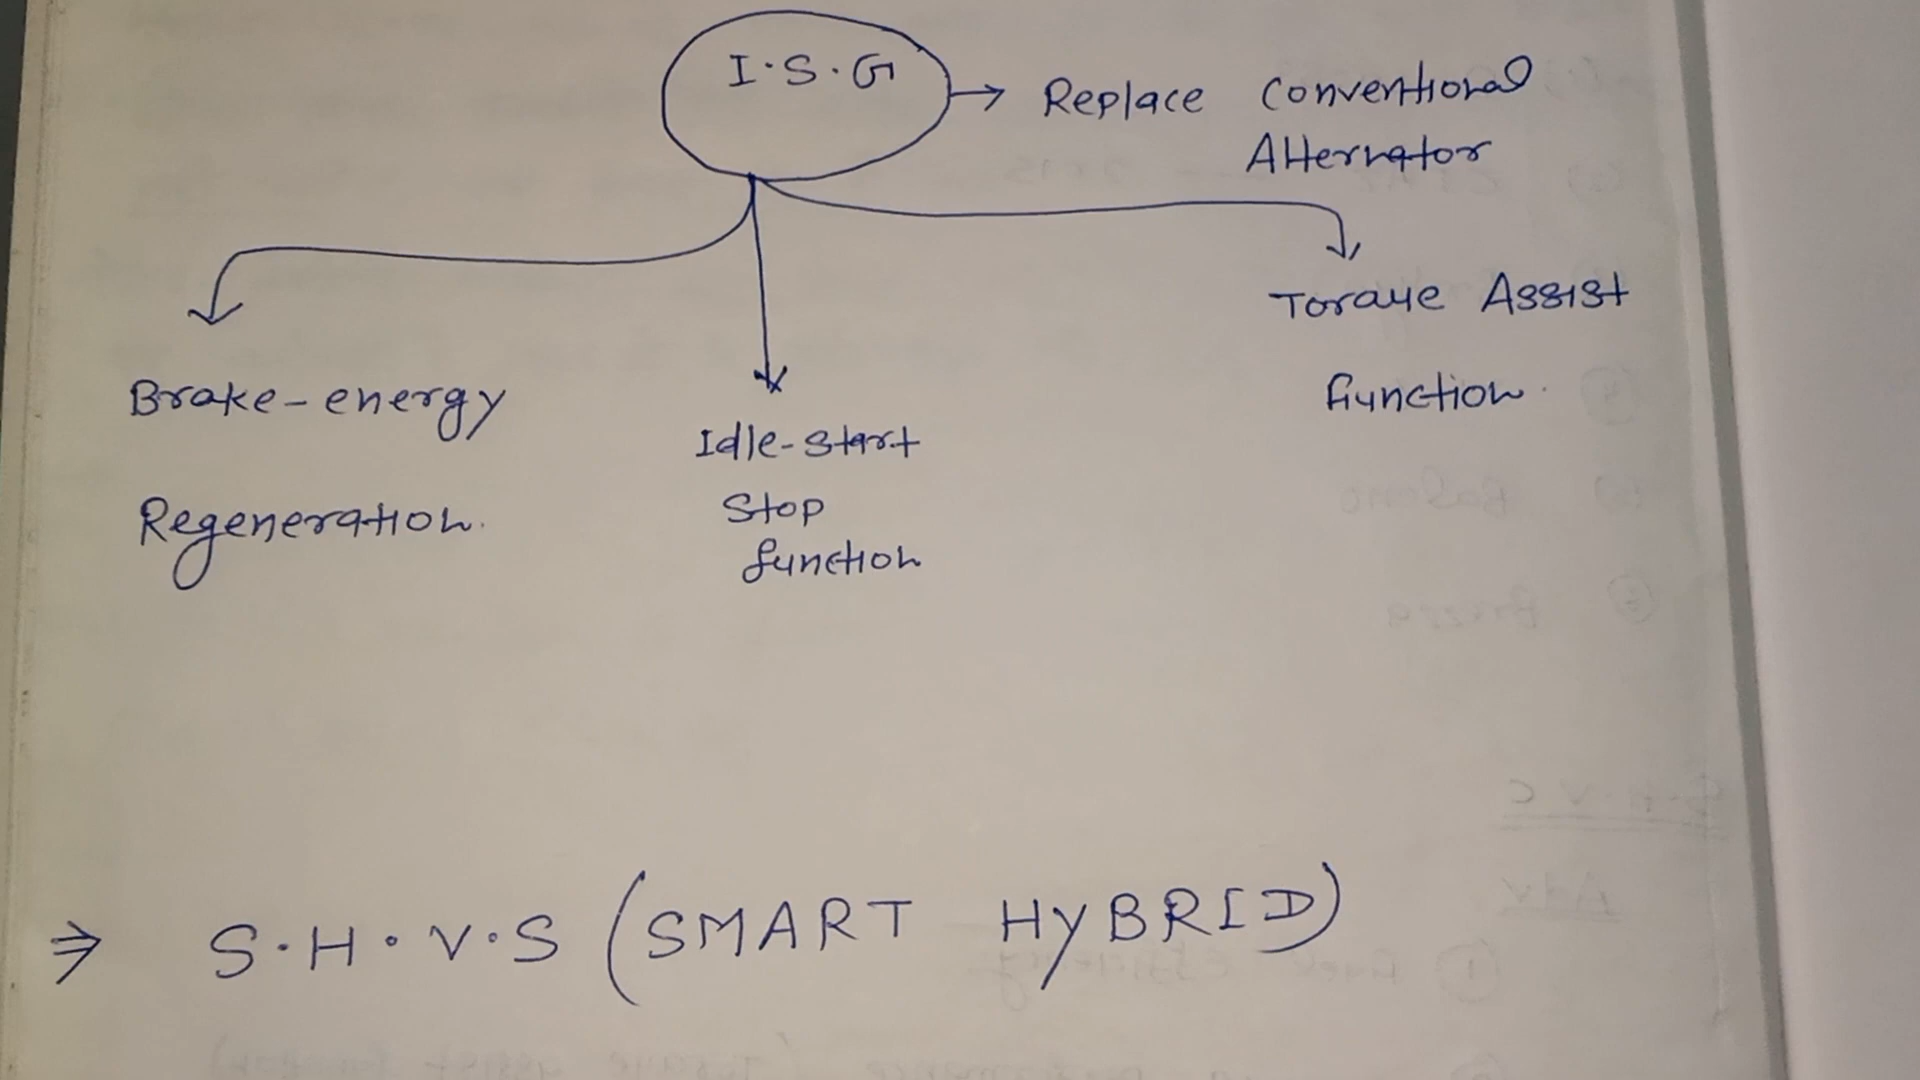 I.S.G → Replace Conventional
Alternator
Brake-energy
Regeneration.
Idle-Start
Stop
function
Torque Assist
function.
⇒ S.H.V.S (SMART HYBRID)